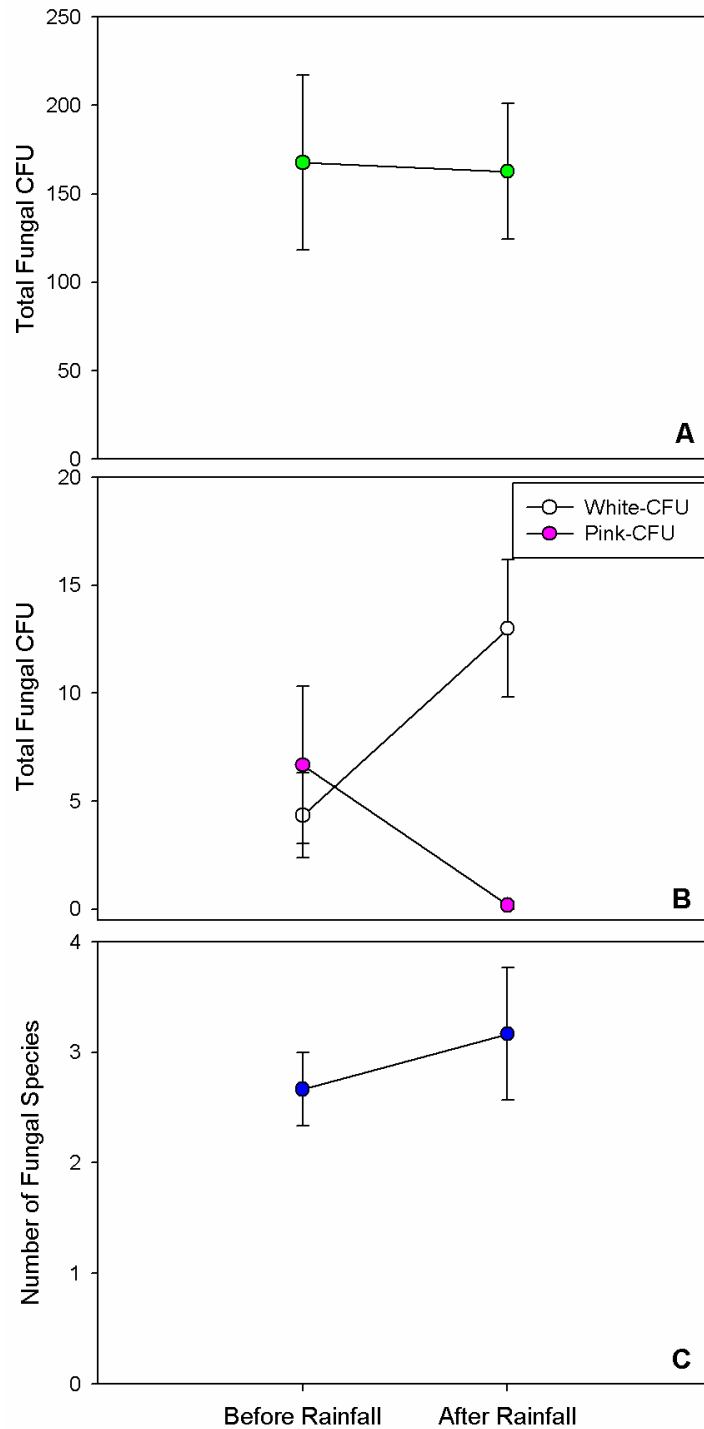 250
200
150
100
50
0
Total Fungal CFU
A
20
15
10
5
0
Total Fungal CFU
White-CFU
Pink-CFU
B
4
3
2
1
0
Number of Fungal Species
C
Before Rainfall After Rainfall